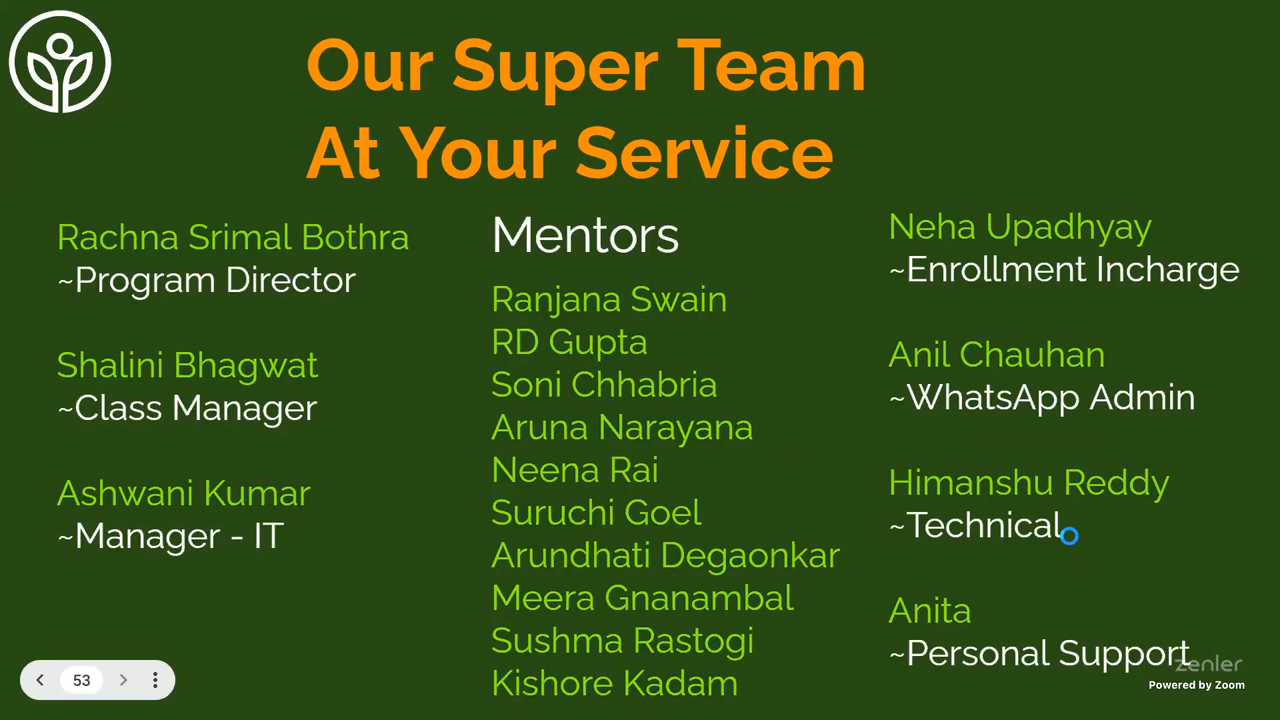 Our Super Team
At Your Service
Rachna Srimal Bothra
~Program Director
Shalini Bhagwat
~Class Manager
Ashwani Kumar
~Manager - IT
Mentors
Ranjana Swain
RD Gupta
Soni Chhabria
Aruna Narayana
Neena Rai
Suruchi Goel
Arundhati Degaonkar
Meera Gnanambal
Sushma Rastogi
Kishore Kadam
Neha Upadhyay
~Enrollment Incharge
Anil Chauhan
~WhatsApp Admin
Himanshu Reddy
~Technical
Anita
~Personal Support
zenler
Powered by Zoom
53